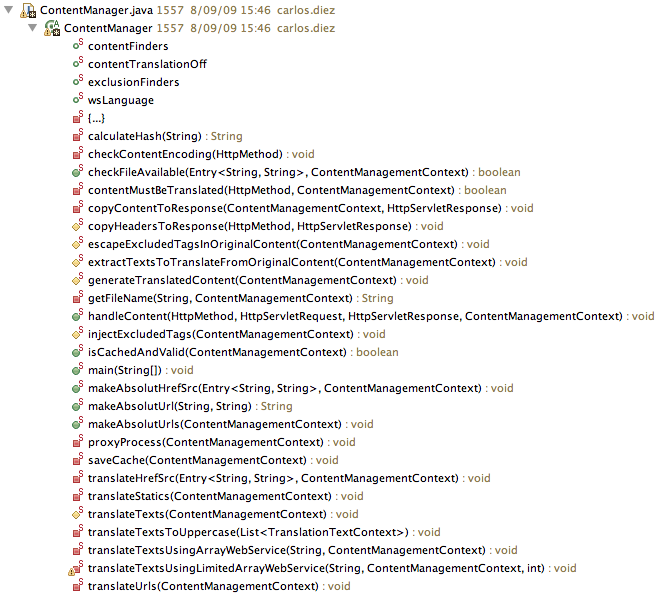 ContentManager.java 1557 8/09/09 15:46 carlos.diez
ContentManager 1557 8/09/09 15:46 carlos.diez
contentFinders
contentTranslationOff
exclusionFinders
wsLanguage
{...}
calculateHash(String) : String
checkContentEncoding(HttpMethod) : void
checkFileAvailable(Entry<String, String>, ContentManagementContext) : boolean
contentMustBeTranslated(HttpMethod, ContentManagementContext) : boolean
copyContentToResponse(ContentManagementContext, HttpServletResponse) : void
copyHeadersToResponse(HttpMethod, HttpServletResponse) : void
escapeExcludedTagsInOriginalContent(ContentManagementContext) : void
extractTextsToTranslateFromOriginalContent(ContentManagementContext) : void
generateTranslatedContent(ContentManagementContext) : void
getFileName(String, ContentManagementContext) : String
handleContent(HttpMethod, HttpServletRequest, HttpServletResponse, ContentManagementContext) : void
injectExcludedTags(ContentManagementContext) : void
isCachedAndValid(ContentManagementContext) : boolean
main(String[]) : void
makeAbsolutHrefSrc(Entry<String, String>, ContentManagementContext) : void
makeAbsolutUrl(String, String) : String
makeAbsolutUrls(ContentManagementContext) : void
proxyProcess(ContentManagementContext) : void
saveCache(ContentManagementContext) : void
translateHrefSrc(Entry<String, String>, ContentManagementContext) : void
translateStatics(ContentManagementContext) : void
translateTexts(ContentManagementContext) : void
translateTextsToUppercase(List<TranslationTextContext>) : void
translateTextsUsingArrayWebService(String, ContentManagementContext) : void
translateTextsUsingLimitedArrayWebService(String, ContentManagementContext, int) : void
translateUrls(ContentManagementContext) : void